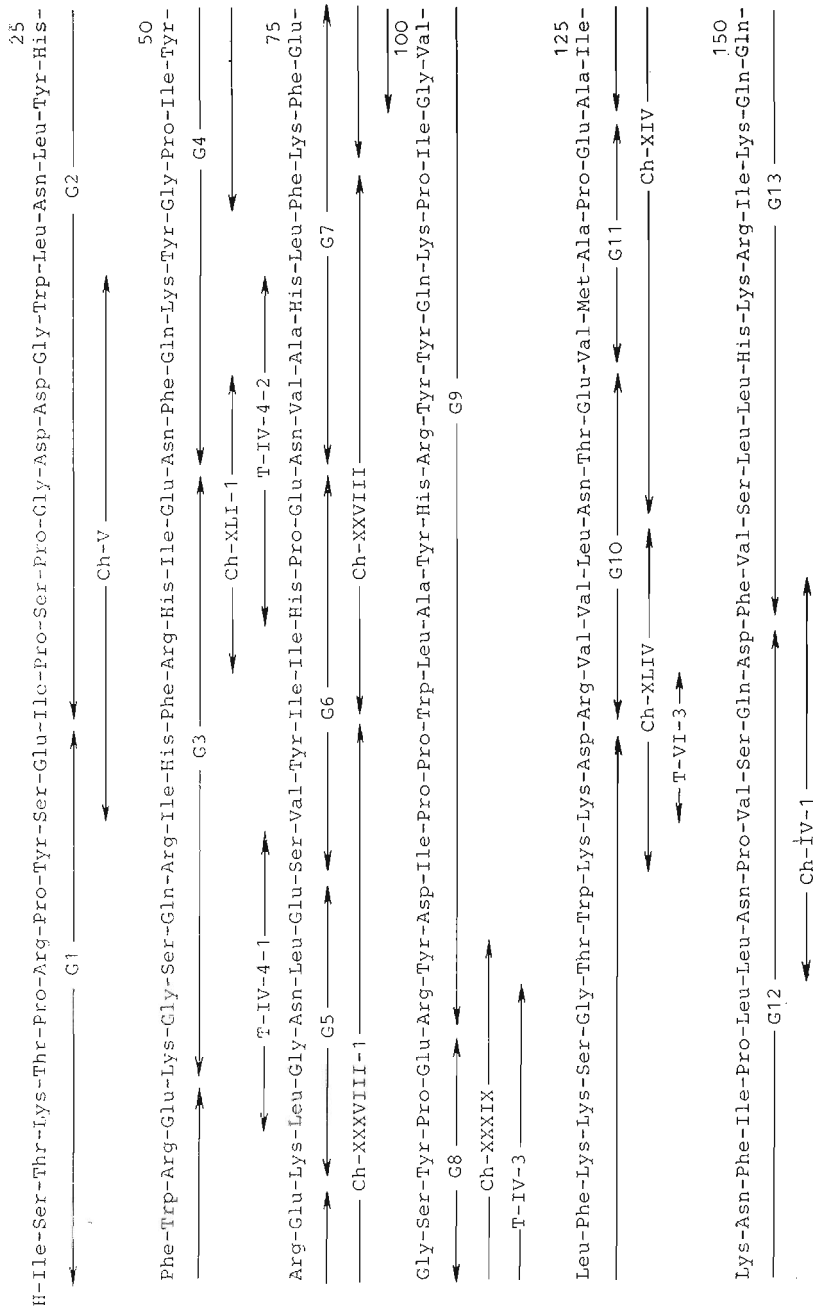 25
H-Ile-Ser-Thr-Lys-Thr-Pro-Arg-Pro-Tyr-Ser-Glu-Ile-Pro-Ser-Pro-Gly-Asp-Asp-Gly-Trp-Leu-Asn-Leu-Tyr-His-
G1 G2
Ch-V
50
Phe-Trp-Arg-Glu-Lys-Gly-Ser-Gln-Arg-Ile-His-Phe-Arg-His-Ile-Glu-Asn-Phe-Gln-Lys-Tyr-Gly-Pro-Ile-Tyr-
G3 G4
Ch-XLI-1
T-IV-4-1 T-IV-4-2
75
Arg-Glu-Lys-Leu-Gly-Asn-Leu-Glu-Ser-Val-Tyr-Ile-Ile-His-Pro-Glu-Asn-Val-Ala-His-Leu-Phe-Lys-Phe-Glu-
G5 G6 G7
Ch-XXXVIII-1 Ch-XXVIII
100
Gly-Ser-Tyr-Pro-Glu-Arg-Tyr-Asp-Ile-Pro-Pro-Trp-Leu-Ala-Tyr-His-Arg-Tyr-Tyr-Gln-Lys-Pro-Ile-Gly-Val-
G8 G9
Ch-XXXIX
T-IV-3
125
Leu-Phe-Lys-Lys-Ser-Gly-Thr-Trp-Lys-Lys-Asp-Arg-Val-Val-Leu-Asn-Thr-Glu-Val-Met-Ala-Pro-Glu-Ala-Ile-
G10 G11
Ch-XLIV Ch-XIV
T-VI-3
150
Lys-Asn-Phe-Ile-Pro-Leu-Leu-Asn-Pro-Val-Ser-Gln-Asp-Phe-Val-Ser-Leu-Leu-His-Lys-Arg-Ile-Lys-Gln-Gln-
G12 G13
Ch-IV-1